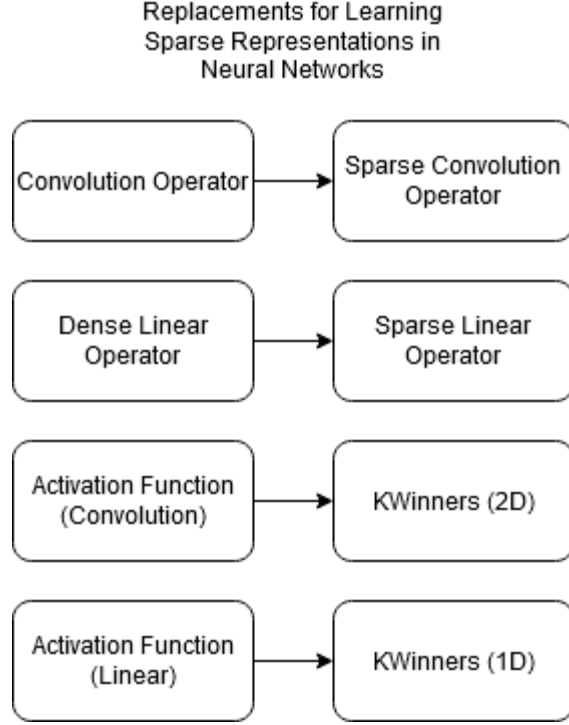 Replacements for Learning
Sparse Representations in
Neural Networks
Convolution Operator
Sparse Convolution
Operator
Dense Linear
Operator
Sparse Linear
Operator
Activation Function
(Convolution)
KWinners (2D)
Activation Function
(Linear)
KWinners (1D)